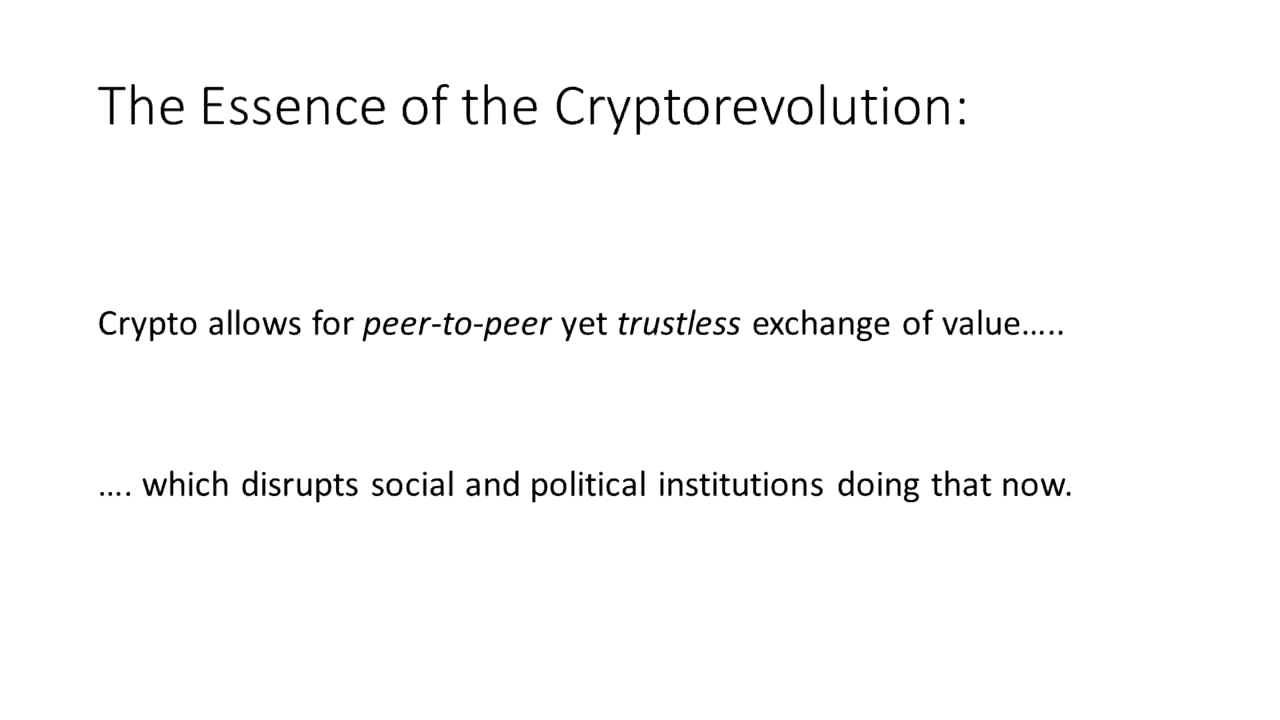 The Essence of the Cryptorevolution:
Crypto allows for peer-to-peer yet trustless exchange of value…..
…. which disrupts social and political institutions doing that now.